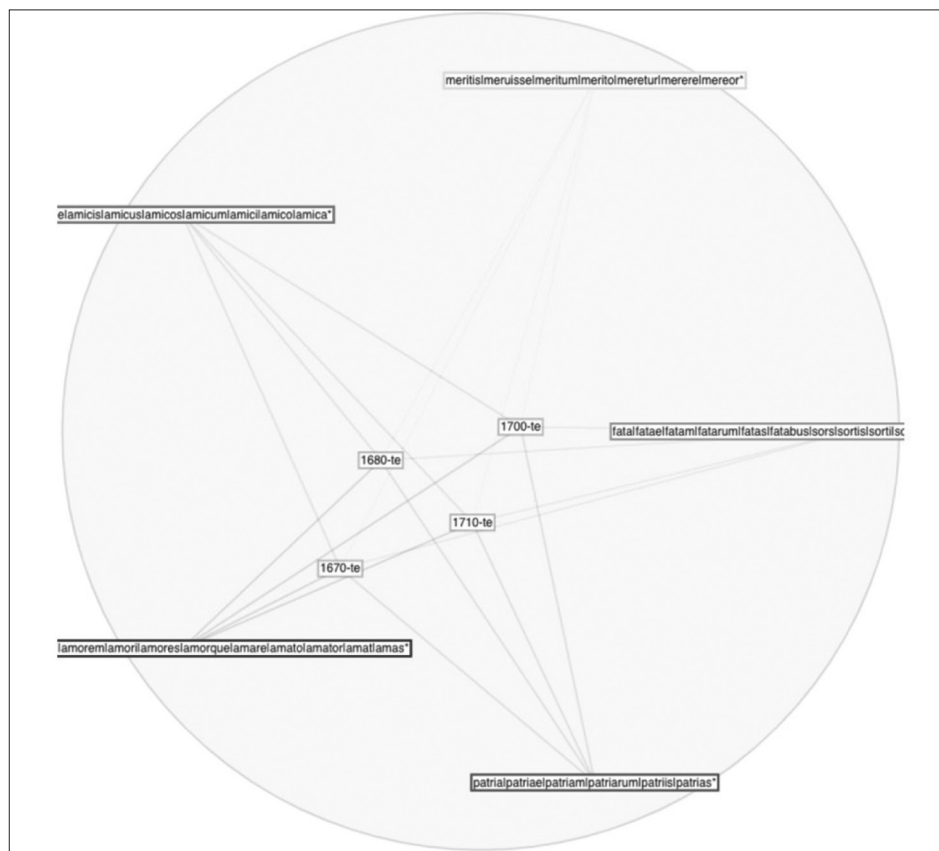 meritis|meruisse|meritum|merito|meretur|merere|mereor*
e|amicis|amicus|amicos|amicum|amici|amico|amica*
1700-te
fata|fatae|fatam|fatarum|fatas|fatabus|sors|sortis|sorti|so
1680-te
1710-te
1670-te
|amorem|amori|amores|amorque|amare|amato|amator|amat|amas*
patria|patriae|patriam|patriarum|patriis|patrias*